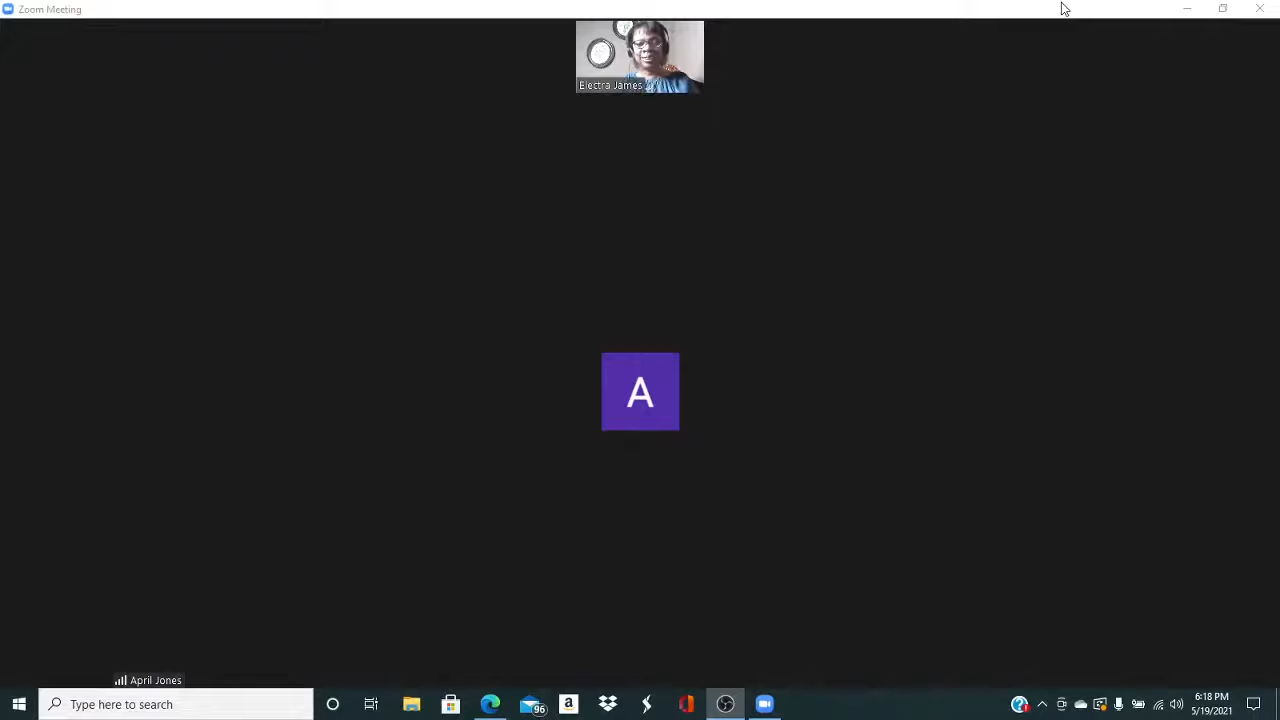 Zoom Meeting
Electra James
A
April Jones
Type here to search
96
a
6:18 PM
5/19/2021